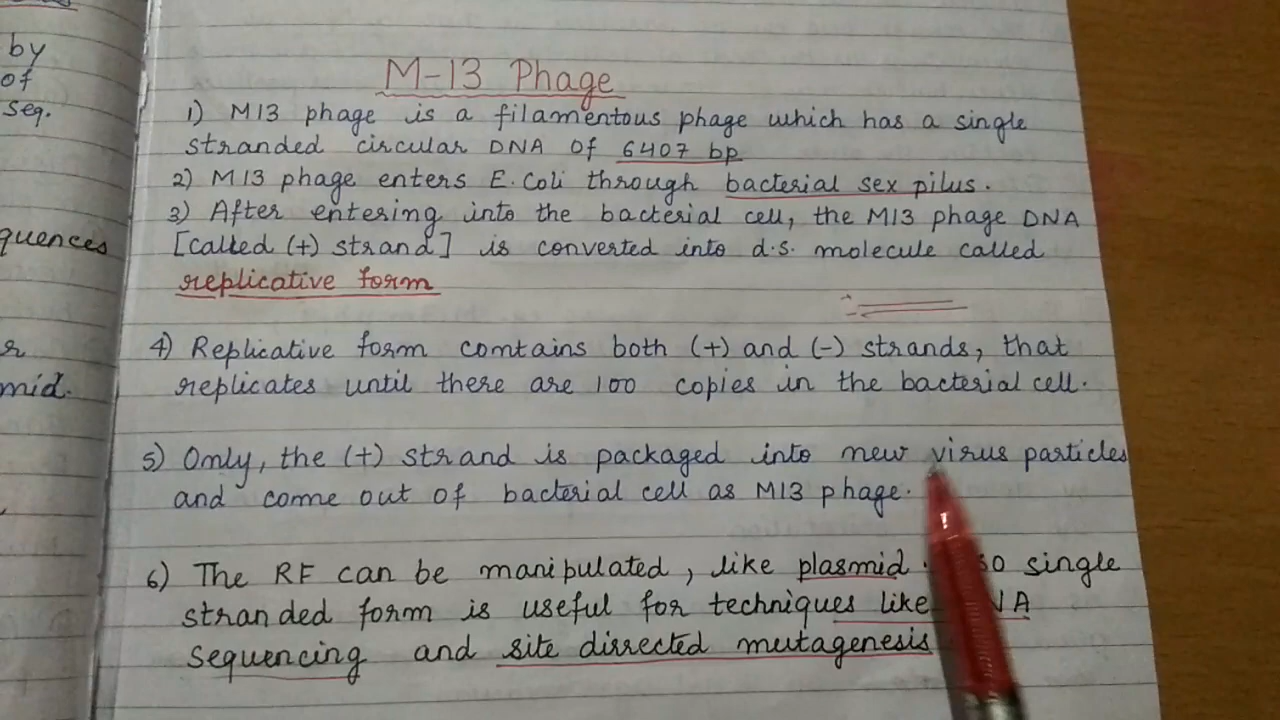 by
of
seq.
quences
mid.
M-13 Phage
1) M13 phage is a filamentous phage which has a single
stranded circular DNA of 6407 bp
2) M13 phage enters E.Coli through bacterial sex pilus.
3) After entering into the bacterial cell, the M13 phage DNA
[called (+) strand] is converted into d.s. molecule called
replicative form
4) Replicative form contains both (+) and (-) strands, that
replicates until there are 100 copies in the bacterial cell.
5) Only, the (+) strand is packaged into new virus particles
and come out of bacterial cell as M13 phage.
6) The RF can be manipulated, like plasmid. so single
stranded form is useful for techniques like
sequencing and site dirrected mutagenesis